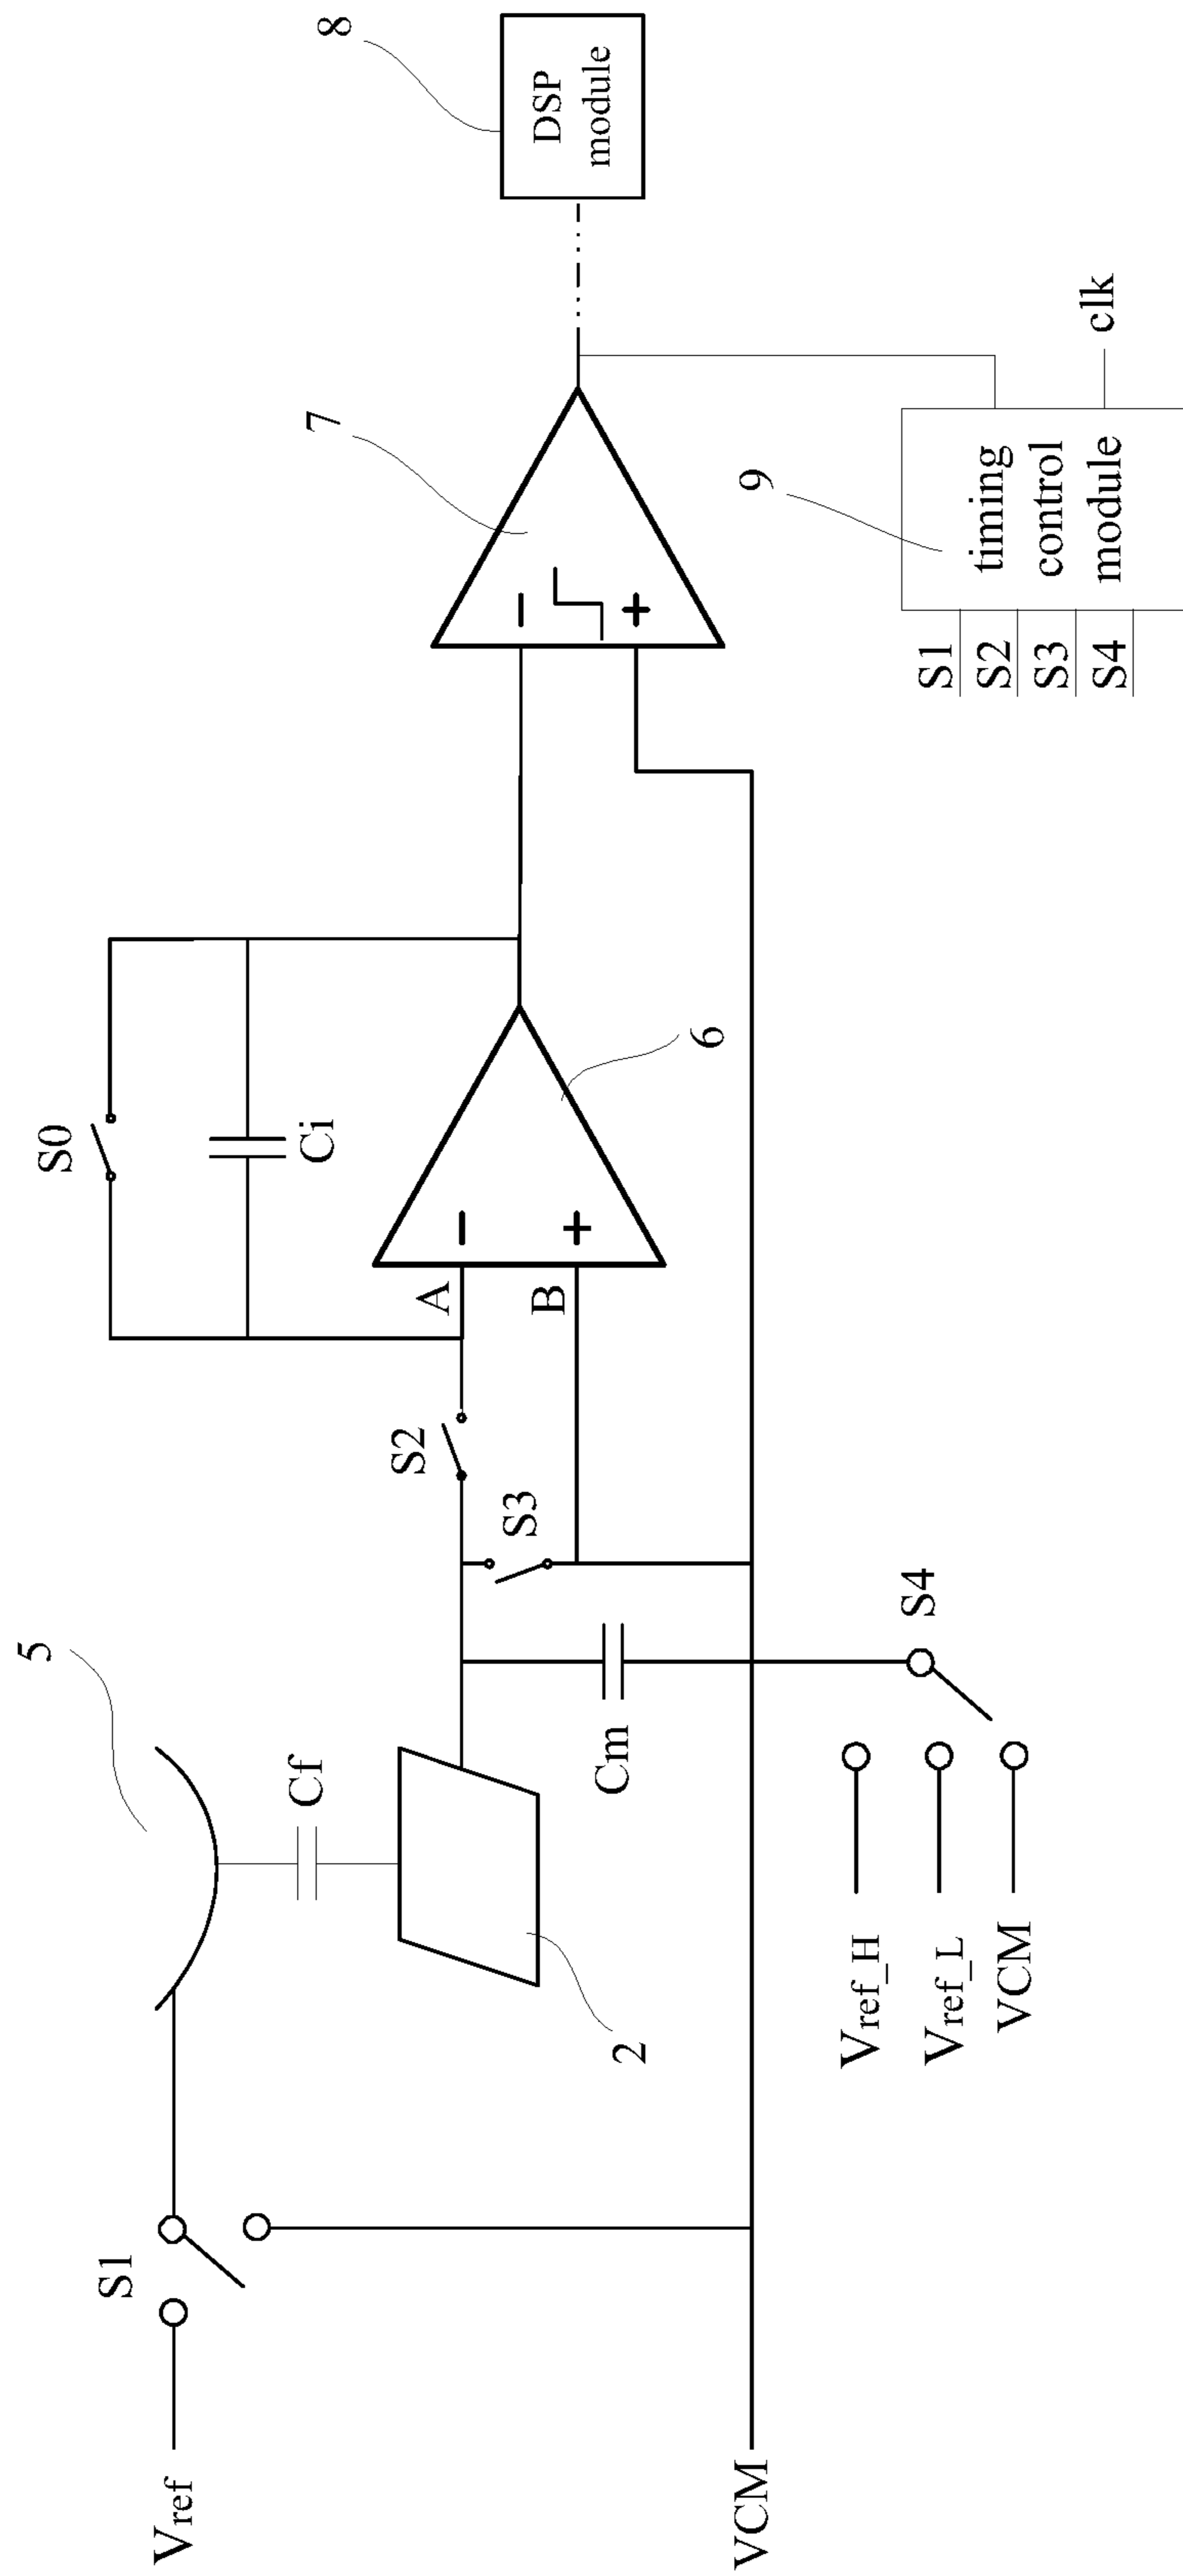 Vref
S1
VCM
5
Cf
2
Cm
Vref_H
Vref_L
VCM
S4
S3
S2
S0
Ci
A
B
−
+
6
7
−
+
8
DSP
module
9
timing
control
module
S1
S2
S3
S4
clk